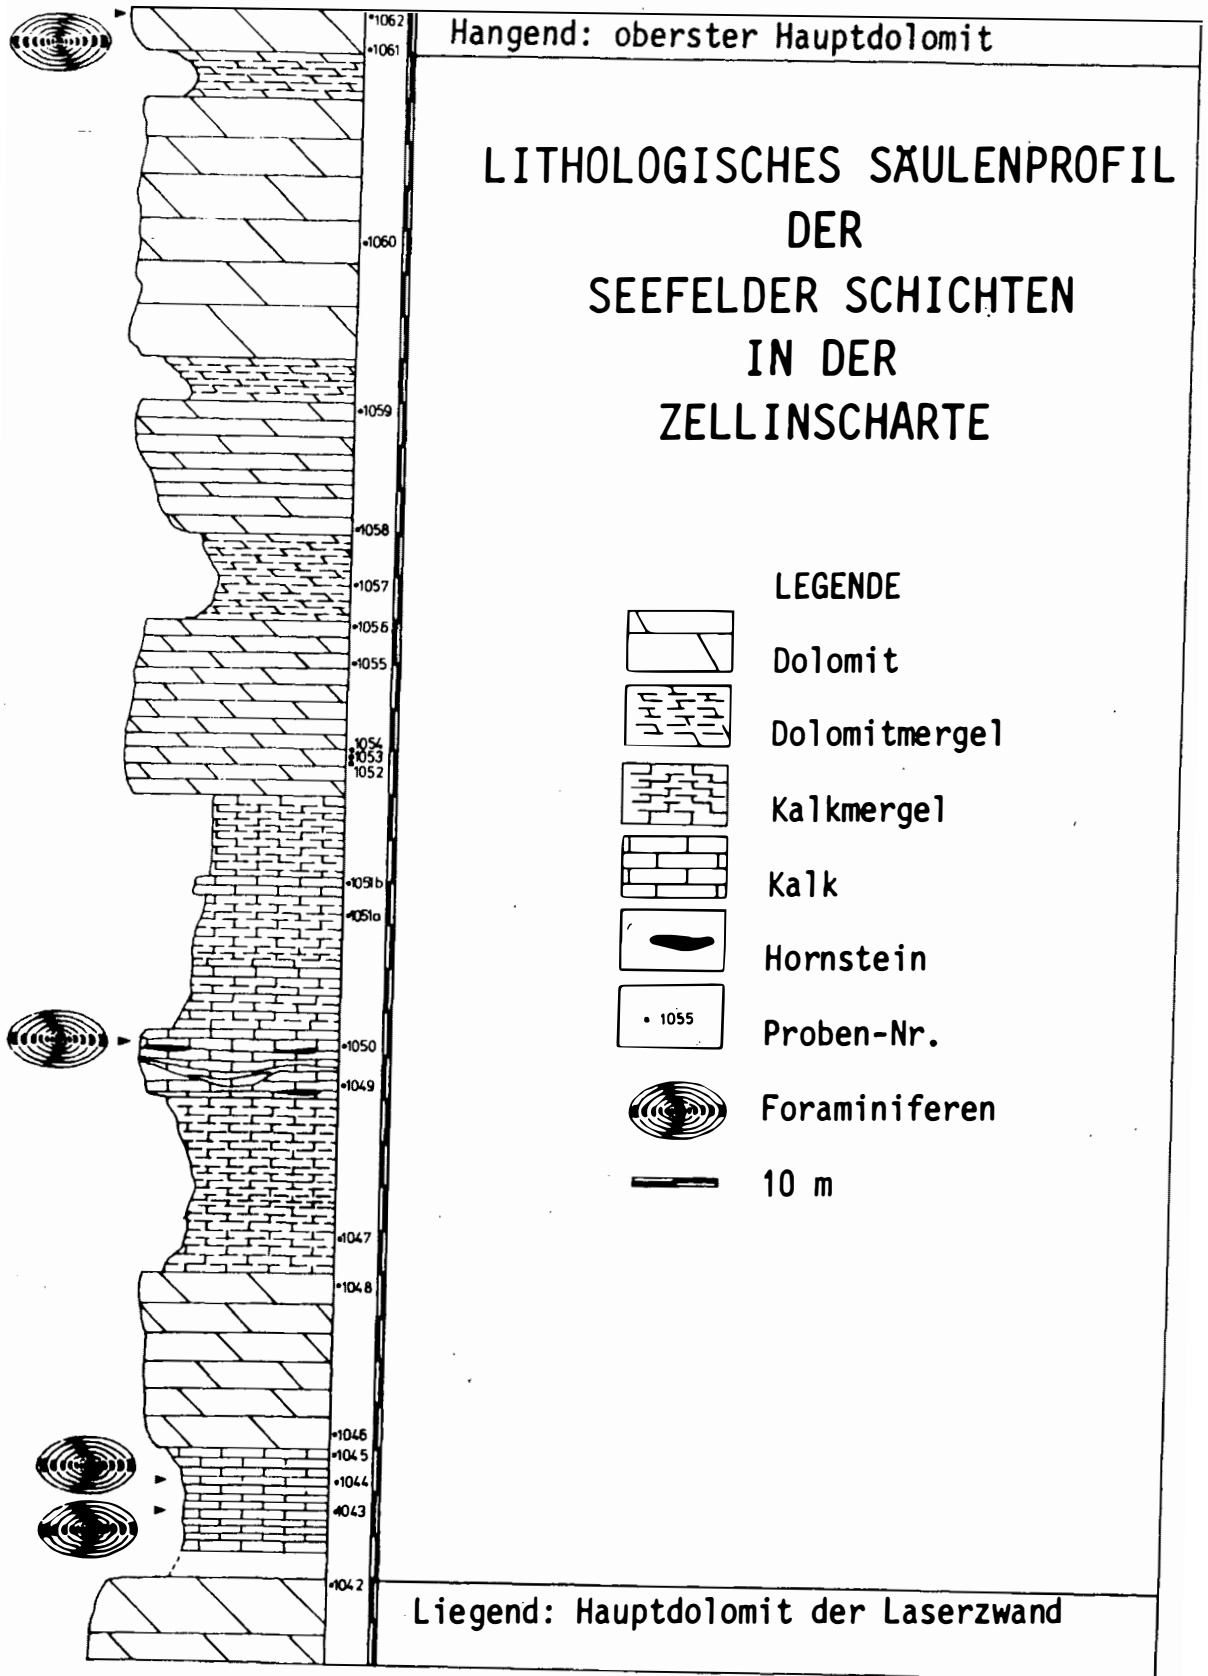 •1062
Hangend: oberster Hauptdolomit
•1061
LITHOLOGISCHES SÄULENPROFIL
DER
•1060
SEEFELDER SCHICHTEN
IN DER
•1059
ZELLINSCHARTE
•1058
•1057
LEGENDE
•1056
•1055
Dolomit
•1054
•1053
1052
Dolomitmergel
Kalkmergel
•1051b
Kalk
•1051a
Hornstein
• 1055
Proben-Nr.
•1050
•1049
Foraminiferen
10 m
•1047
•1048
•1046
•1045
•1044
•1043
•1042
Liegend: Hauptdolomit der Laserzwand